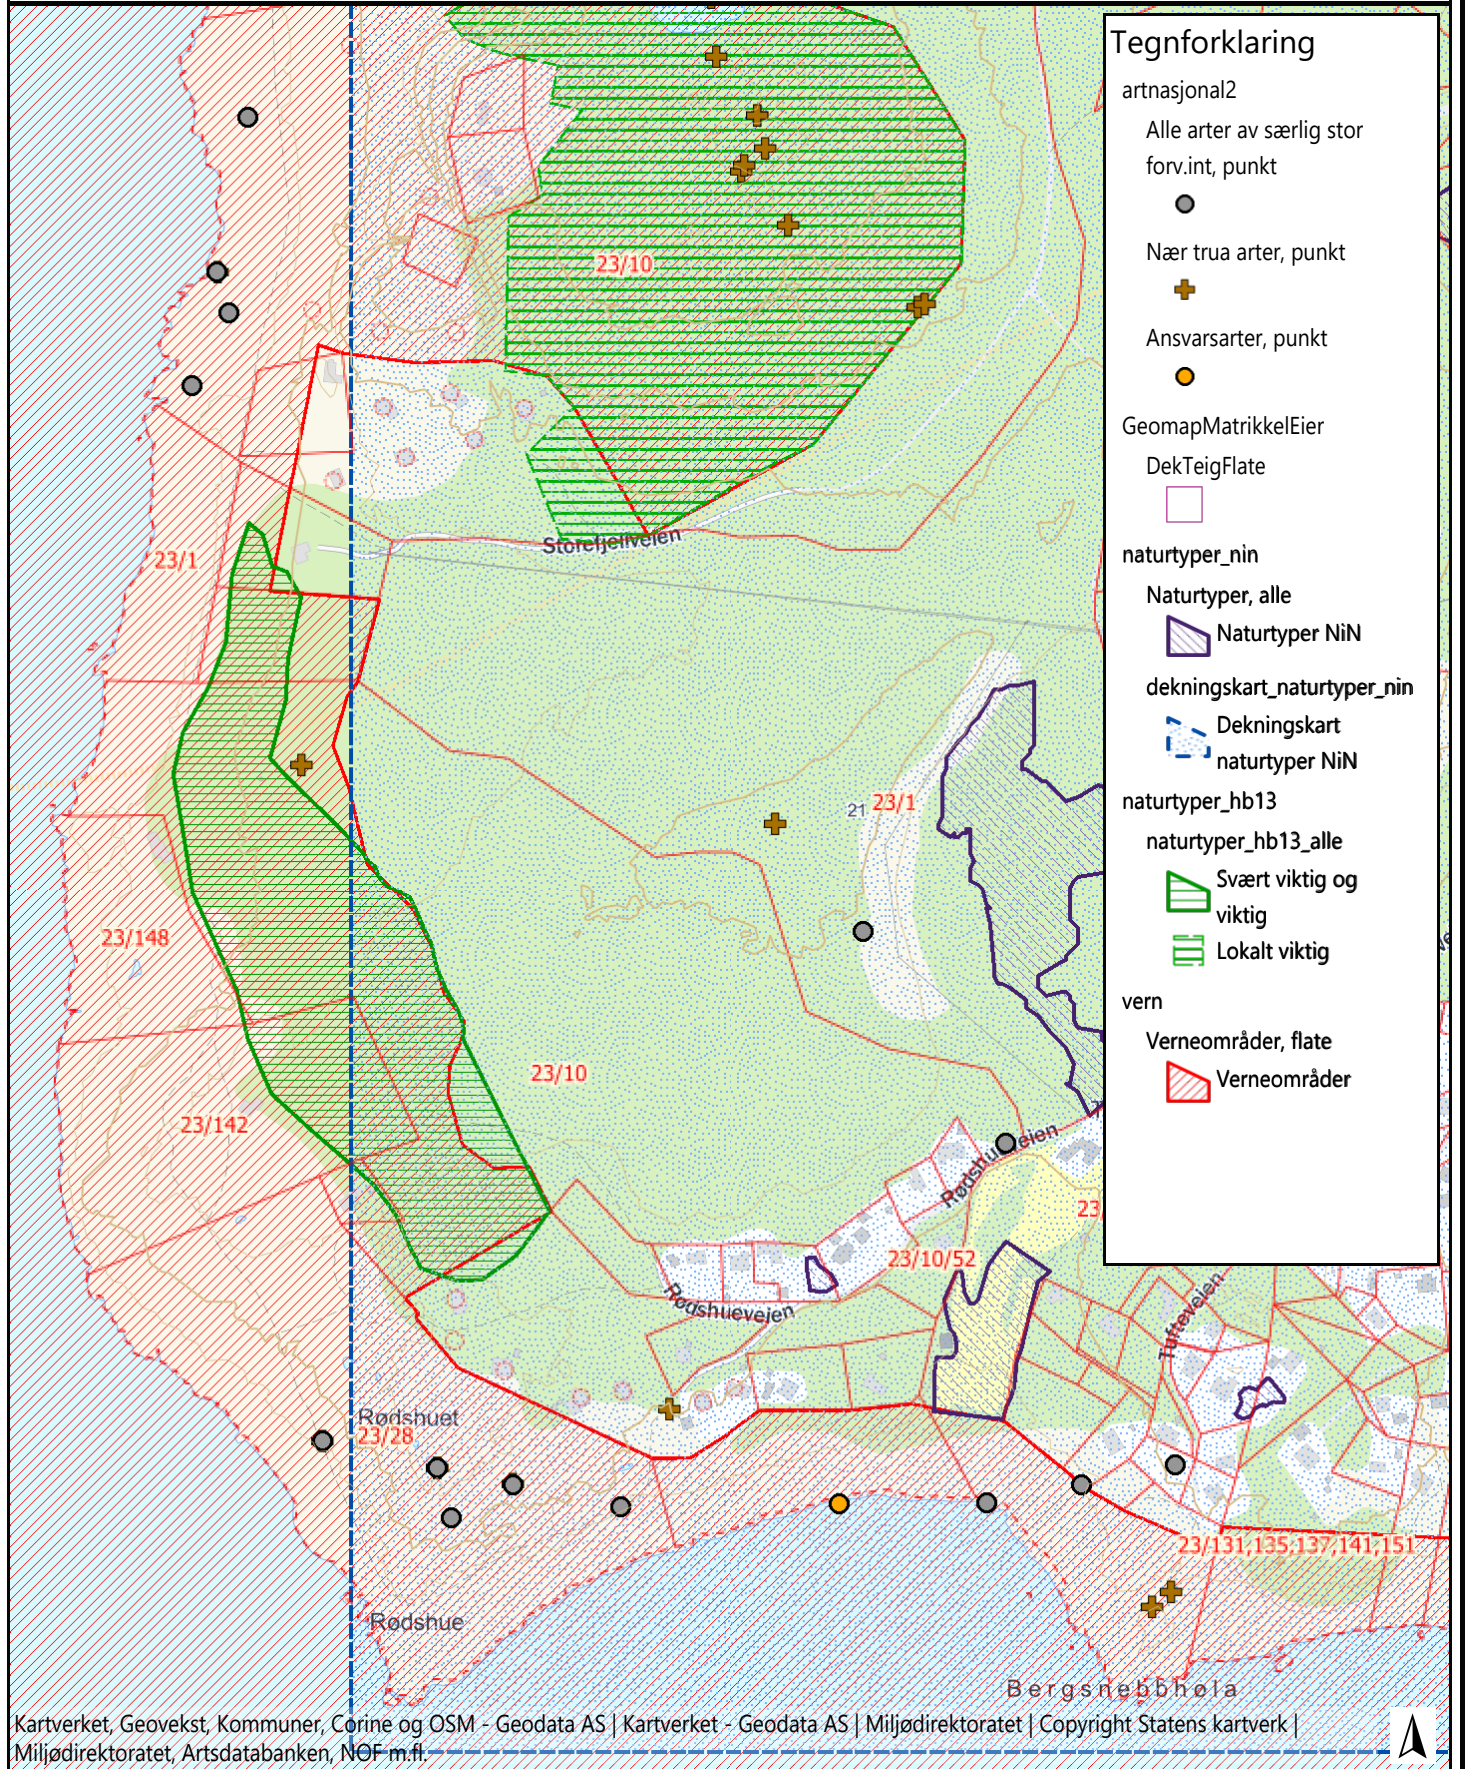 Tegnforklaring
artnasjonal2
Alle arter av særlig stor
forv.int, punkt
Nær trua arter, punkt
Ansvarsarter, punkt
GeomapMatrikkelEier
DekTeigFlate
naturtyper_nin
Naturtyper, alle
Naturtyper NiN
dekningskart_naturtyper_nin
Dekningskart
naturtyper NiN
naturtyper_hb13
naturtyper_hb13_alle
Svært viktig og
viktig
Lokalt viktig
vern
Verneområder, flate
Verneområder
23/10
Storefjellveien
23/1
21
23/1
23/148
23/10
23/142
Rødshueveien
23/
23/10/52
Rødshueveien
Tufteveien
Rødshuet
23/28
23/131,135,137,141,151
Rødshue
Bergsnebbhøla
Kartverket, Geovekst, Kommuner, Corine og OSM - Geodata AS | Kartverket - Geodata AS | Miljødirektoratet | Copyright Statens kartverk |
Miljødirektoratet, Artsdatabanken, NOF m.fl.